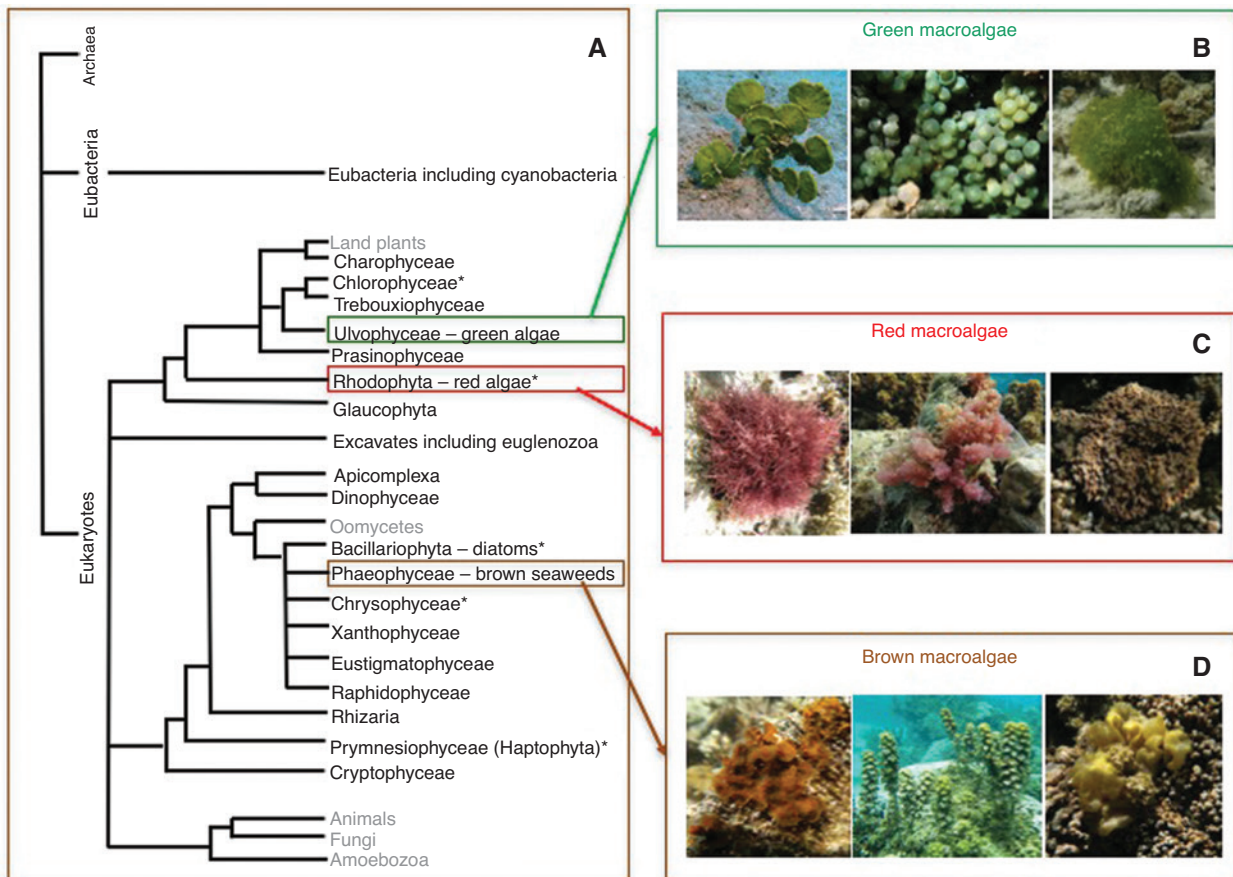 A
Archaea
Eubacteria
Eubacteria including cyanobacteria
Eukaryotes
Land plants
Charophyceae
Chlorophyceae*
Trebouxiophyceae
Ulvophyceae – green algae
Prasinophyceae
Rhodophyta – red algae*
Glaucophyta
Excavates including euglenozoa
Apicomplexa
Dinophyceae
Oomycetes
Bacillariophyta – diatoms*
Phaeophyceae – brown seaweeds
Chrysophyceae*
Xanthophyceae
Eustigmatophyceae
Raphidophyceae
Rhizaria
Prymnesiophyceae (Haptophyta)*
Cryptophyceae
Animals
Fungi
Amoebozoa
Green macroalgae
B
Red macroalgae
C
Brown macroalgae
D